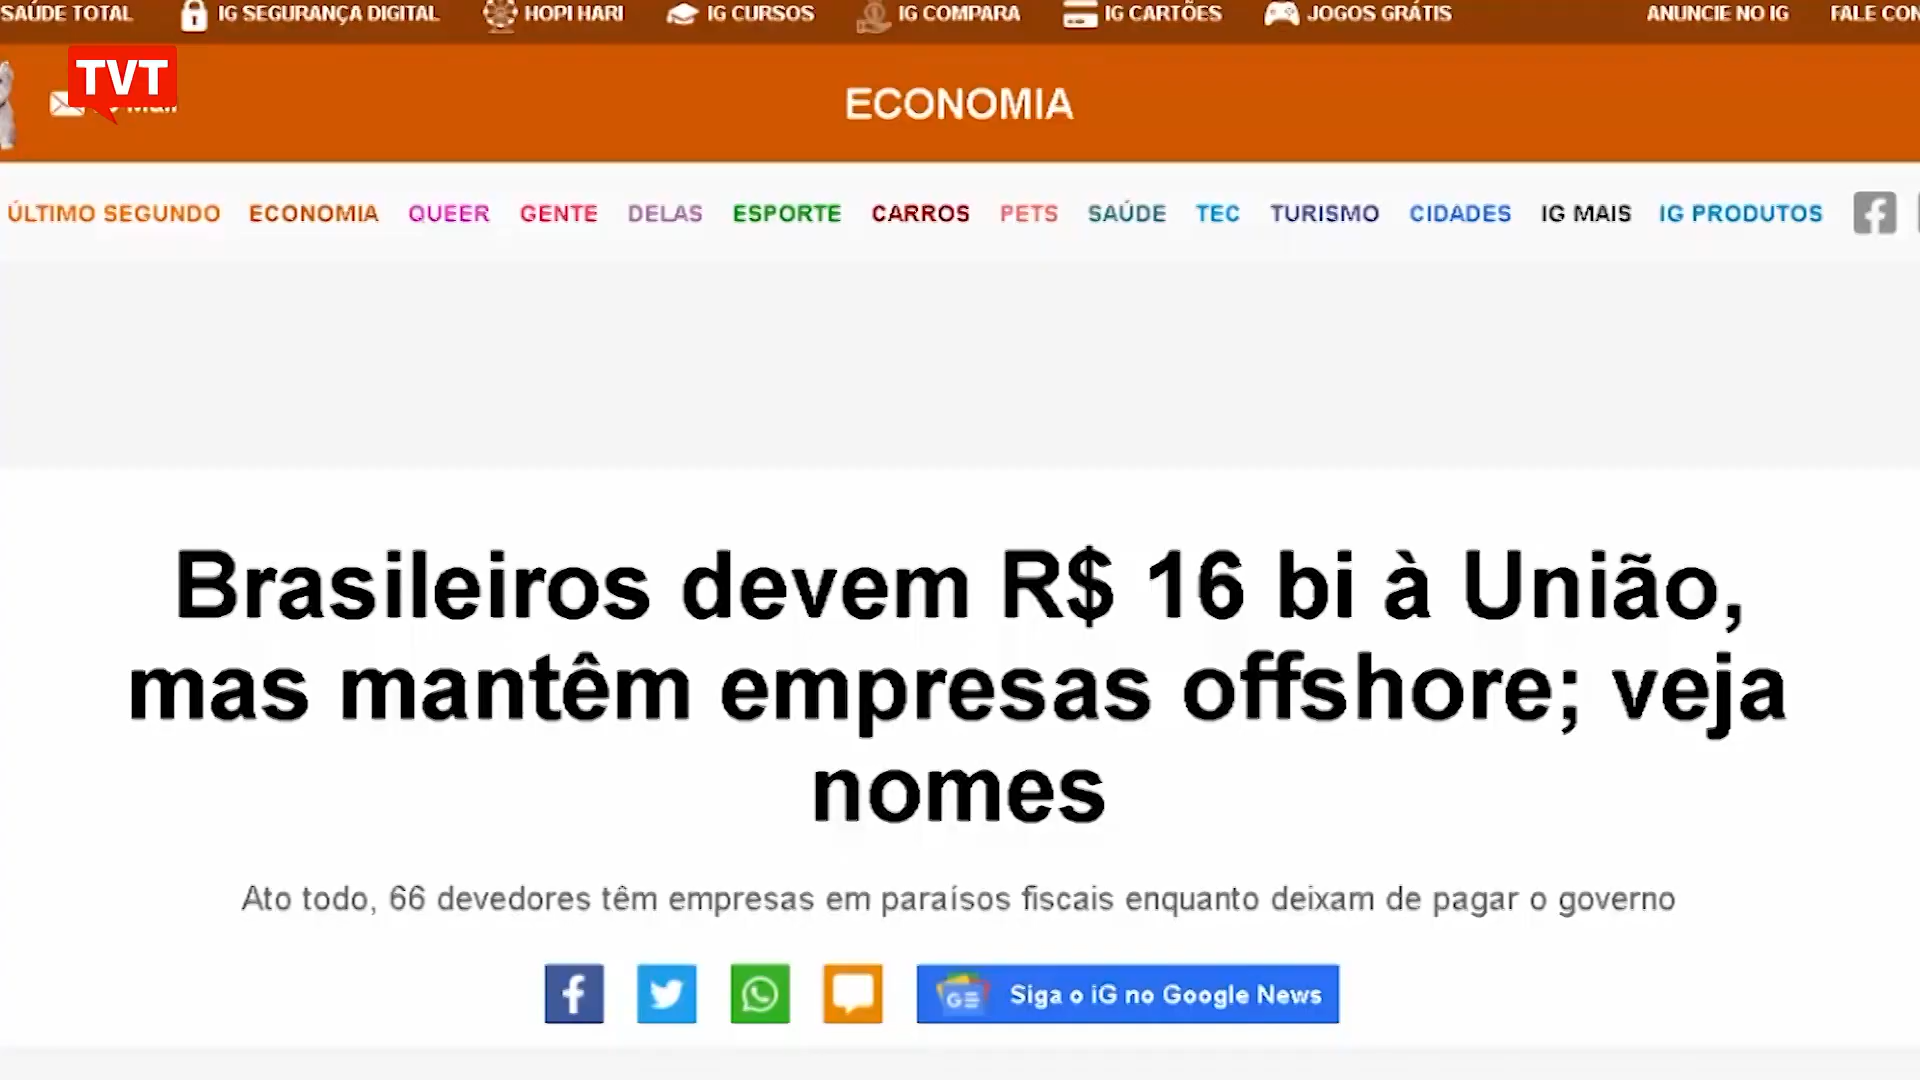 SAÚDE TOTAL IG SEGURANÇA DIGITAL HOPI HARI IG CURSOS IG COMPARA IG CARTÕES JOGOS GRÁTIS ANUNCIE NO IG FALE CON
TVT
ECONOMIA
ÚLTIMO SEGUNDO ECONOMIA QUEER GENTE DELAS ESPORTE CARROS PETS SAÚDE TEC TURISMO CIDADES IG MAIS IG PRODUTOS
Brasileiros devem R$ 16 bi à União,
mas mantêm empresas offshore; veja
nomes
Ato todo, 66 devedores têm empresas em paraísos fiscais enquanto deixam de pagar o governo
Siga o iG no Google News